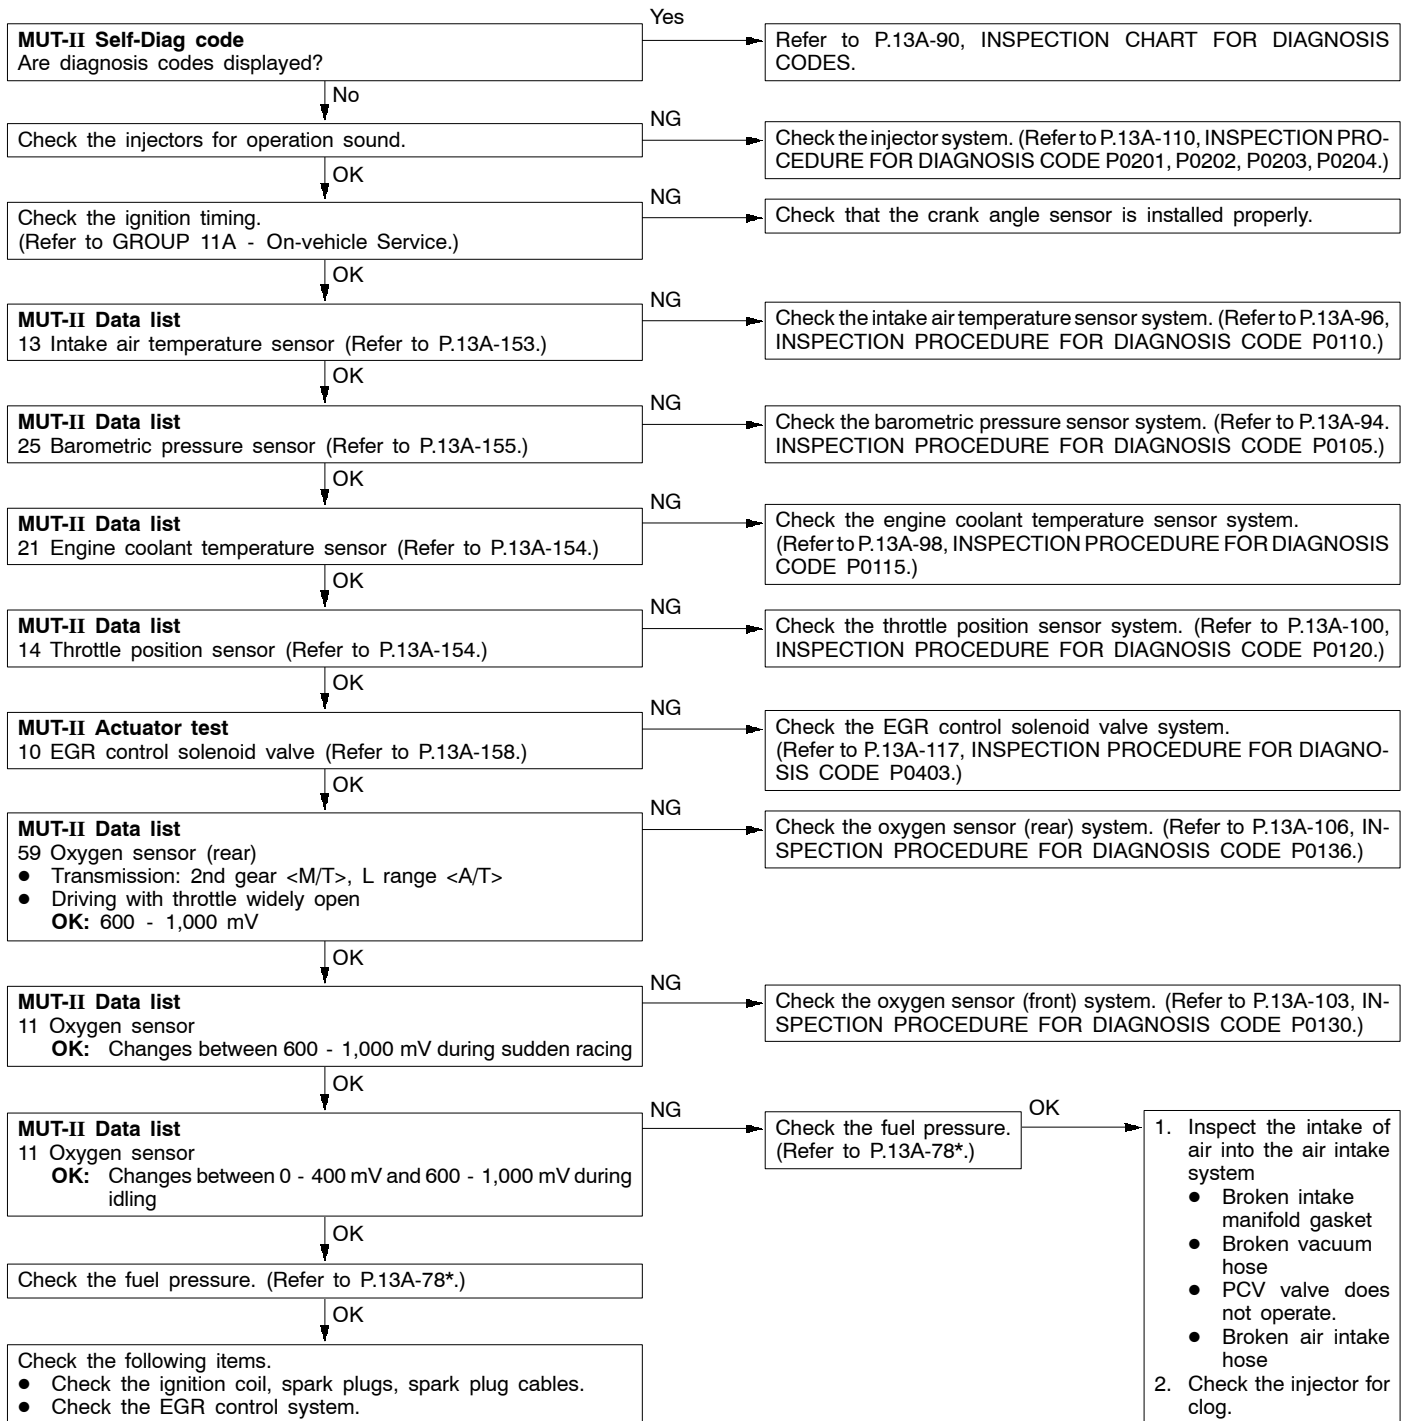 MUT-II Self-Diag code
Are diagnosis codes displayed?
Yes
Refer to P.13A-90, INSPECTION CHART FOR DIAGNOSIS
CODES.
No
Check the injectors for operation sound.
NG
Check the injector system. (Refer to P.13A-110, INSPECTION PRO-
CEDURE FOR DIAGNOSIS CODE P0201, P0202, P0203, P0204.)
OK
Check the ignition timing.
(Refer to GROUP 11A - On-vehicle Service.)
NG
Check that the crank angle sensor is installed properly.
OK
MUT-II Data list
13 Intake air temperature sensor (Refer to P.13A-153.)
NG
Check the intake air temperature sensor system. (Refer to P.13A-96,
INSPECTION PROCEDURE FOR DIAGNOSIS CODE P0110.)
OK
MUT-II Data list
25 Barometric pressure sensor (Refer to P.13A-155.)
NG
Check the barometric pressure sensor system. (Refer to P.13A-94.
INSPECTION PROCEDURE FOR DIAGNOSIS CODE P0105.)
OK
MUT-II Data list
21 Engine coolant temperature sensor (Refer to P.13A-154.)
NG
Check the engine coolant temperature sensor system.
(Refer to P.13A-98, INSPECTION PROCEDURE FOR DIAGNOSIS
CODE P0115.)
OK
MUT-II Data list
14 Throttle position sensor (Refer to P.13A-154.)
NG
Check the throttle position sensor system. (Refer to P.13A-100,
INSPECTION PROCEDURE FOR DIAGNOSIS CODE P0120.)
OK
MUT-II Actuator test
10 EGR control solenoid valve (Refer to P.13A-158.)
NG
Check the EGR control solenoid valve system.
(Refer to P.13A-117, INSPECTION PROCEDURE FOR DIAGNO-
SIS CODE P0403.)
OK
MUT-II Data list
59 Oxygen sensor (rear)
● Transmission: 2nd gear <M/T>, L range <A/T>
● Driving with throttle widely open
OK: 600 - 1,000 mV
NG
Check the oxygen sensor (rear) system. (Refer to P.13A-106, IN-
SPECTION PROCEDURE FOR DIAGNOSIS CODE P0136.)
OK
MUT-II Data list
11 Oxygen sensor
OK: Changes between 600 - 1,000 mV during sudden racing
NG
Check the oxygen sensor (front) system. (Refer to P.13A-103, IN-
SPECTION PROCEDURE FOR DIAGNOSIS CODE P0130.)
OK
MUT-II Data list
11 Oxygen sensor
OK: Changes between 0 - 400 mV and 600 - 1,000 mV during
idling
NG
Check the fuel pressure.
(Refer to P.13A-78*.)
OK
1. Inspect the intake of
air into the air intake
system
● Broken intake
manifold gasket
● Broken vacuum
hose
● PCV valve does
not operate.
● Broken air intake
hose
2. Check the injector for
clog.
OK
Check the fuel pressure. (Refer to P.13A-78*.)
OK
Check the following items.
● Check the ignition coil, spark plugs, spark plug cables.
● Check the EGR control system.